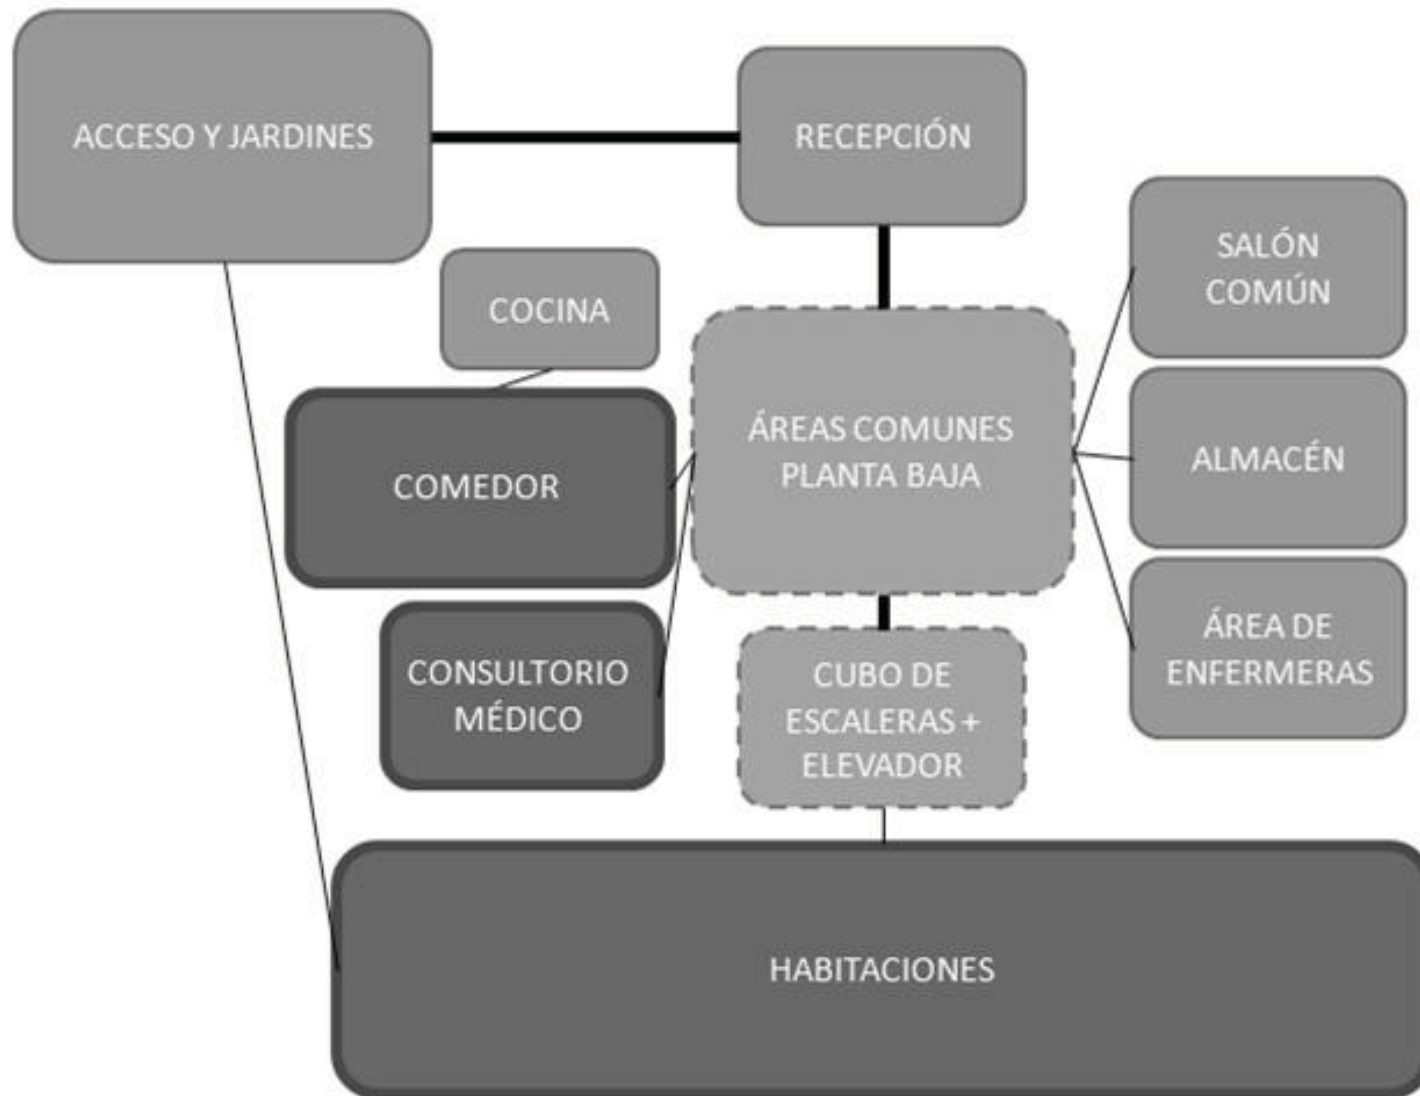 ACCESO Y JARDINES
RECEPCIÓN
SALÓN
COMÚN
COCINA
ÁREAS COMUNES
PLANTA BAJA
COMEDOR
ALMACÉN
CONSULTORIO
MÉDICO
CUBO DE
ESCALERAS +
ELEVADOR
ÁREA DE
ENFERMERAS
HABITACIONES